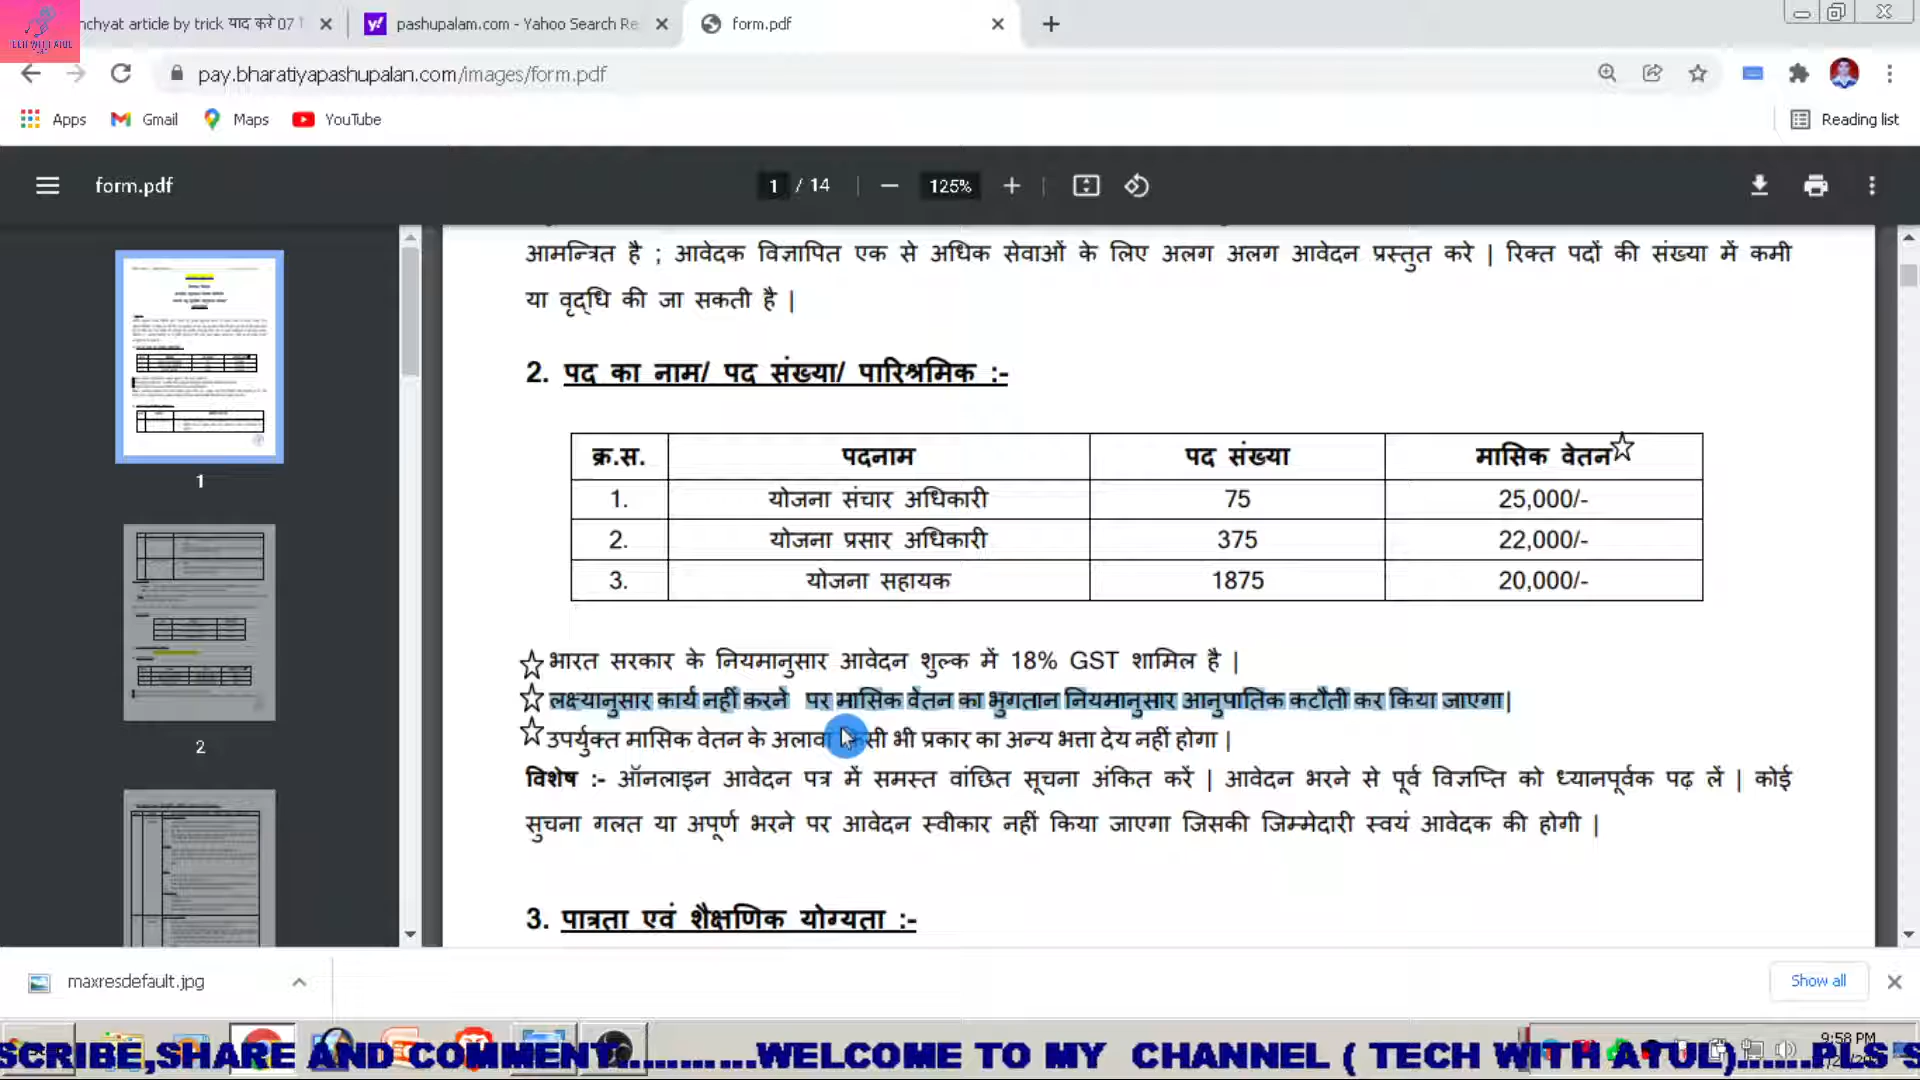 nchyat article by trick याद करे 07
pashupalam.com - Yahoo Search Re
form.pdf
TECH WITH ATUL
pay.bharatiyapashupalan.com/images/form.pdf
Apps
Gmail
Maps
YouTube
Reading list
form.pdf
1 / 14
125%
आमन्त्रित है ; आवेदक विज्ञापित एक से अधिक सेवाओं के लिए अलग अलग आवेदन प्रस्तुत करे | रिक्त पदों की संख्या में कमी
या वृद्धि की जा सकती है |
2. पद का नाम/ पद संख्या/ पारिश्रमिक :-
क्र.स. पदनाम पद संख्या मासिक वेतन☆
1. योजना संचार अधिकारी 75 25,000/-
2. योजना प्रसार अधिकारी 375 22,000/-
3. योजना सहायक 1875 20,000/-
☆भारत सरकार के नियमानुसार आवेदन शुल्क में 18% GST शामिल है |
☆लक्ष्यानुसार कार्य नहीं करने पर मासिक वेतन का भुगतान नियमानुसार आनुपातिक कटौती कर किया जाएगा|
☆उपर्युक्त मासिक वेतन के अलावा किसी भी प्रकार का अन्य भत्ता देय नहीं होगा |
विशेष :- ऑनलाइन आवेदन पत्र में समस्त वांछित सूचना अंकित करें | आवेदन भरने से पूर्व विज्ञप्ति को ध्यानपूर्वक पढ़ लें | कोई
सुचना गलत या अपूर्ण भरने पर आवेदन स्वीकार नहीं किया जाएगा जिसकी जिम्मेदारी स्वयं आवेदक की होगी |
3. पात्रता एवं शैक्षणिक योग्यता :-
1
2
maxresdefault.jpg
Show all
9:58 PM
SCRIBE,SHARE AND COMMENT............WELCOME TO MY CHANNEL ( TECH WITH ATUL)......PLS S